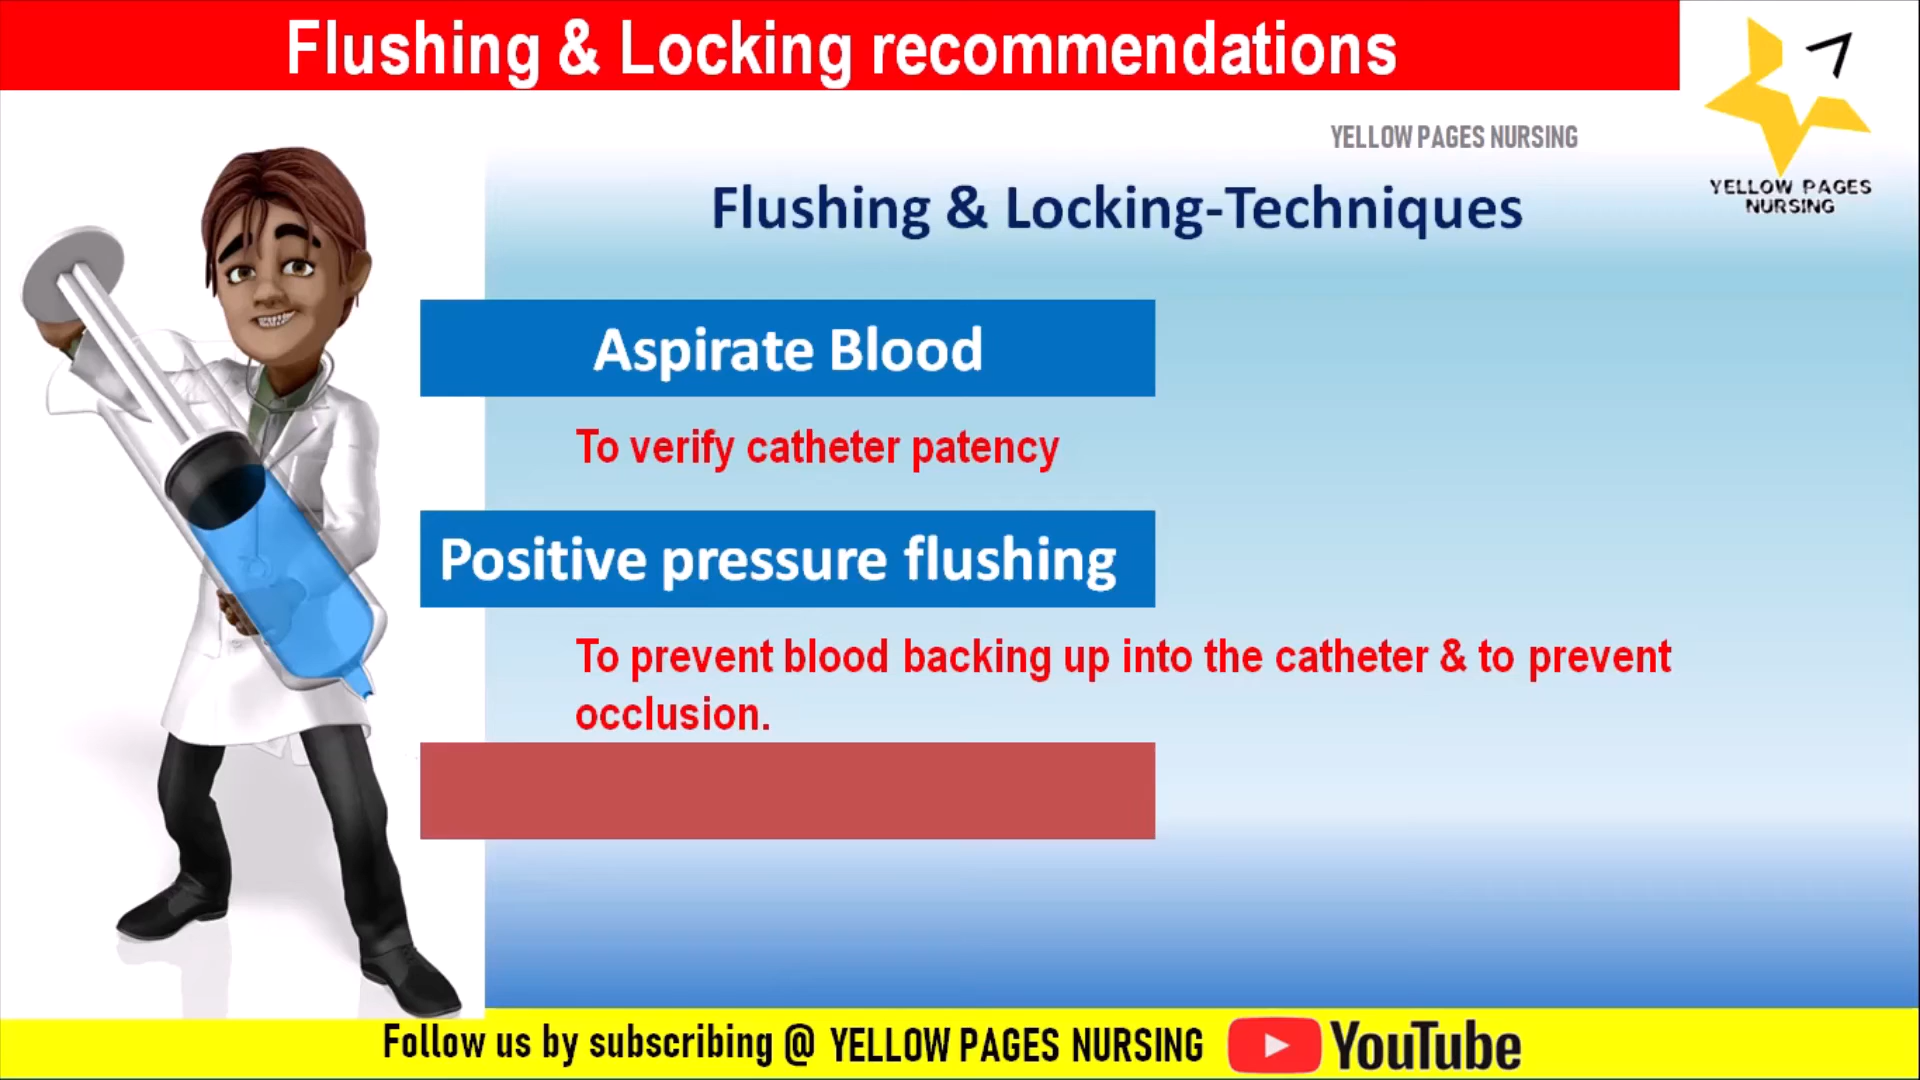 Flushing & Locking recommendations
YELLOW PAGES NURSING
YELLOW PAGES
NURSING
Flushing & Locking-Techniques
Aspirate Blood
To verify catheter patency
Positive pressure flushing
To prevent blood backing up into the catheter & to prevent
occlusion.
Follow us by subscribing @ YELLOW PAGES NURSING YouTube